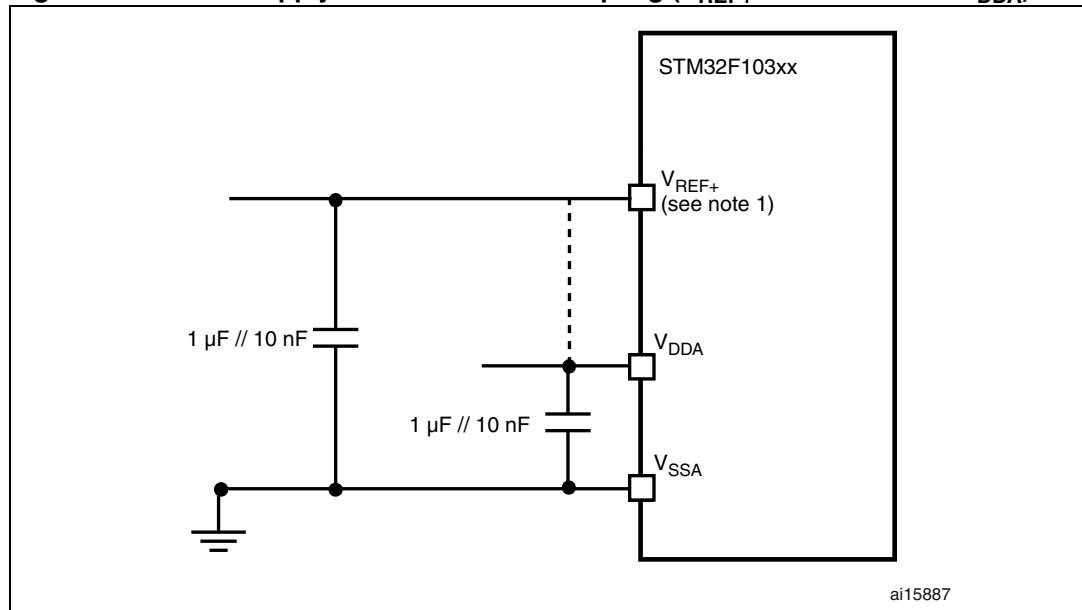 STM32F103xx
VREF+
(see note 1)
1 µF // 10 nF
VDDA
1 µF // 10 nF
VSSA
ai15887